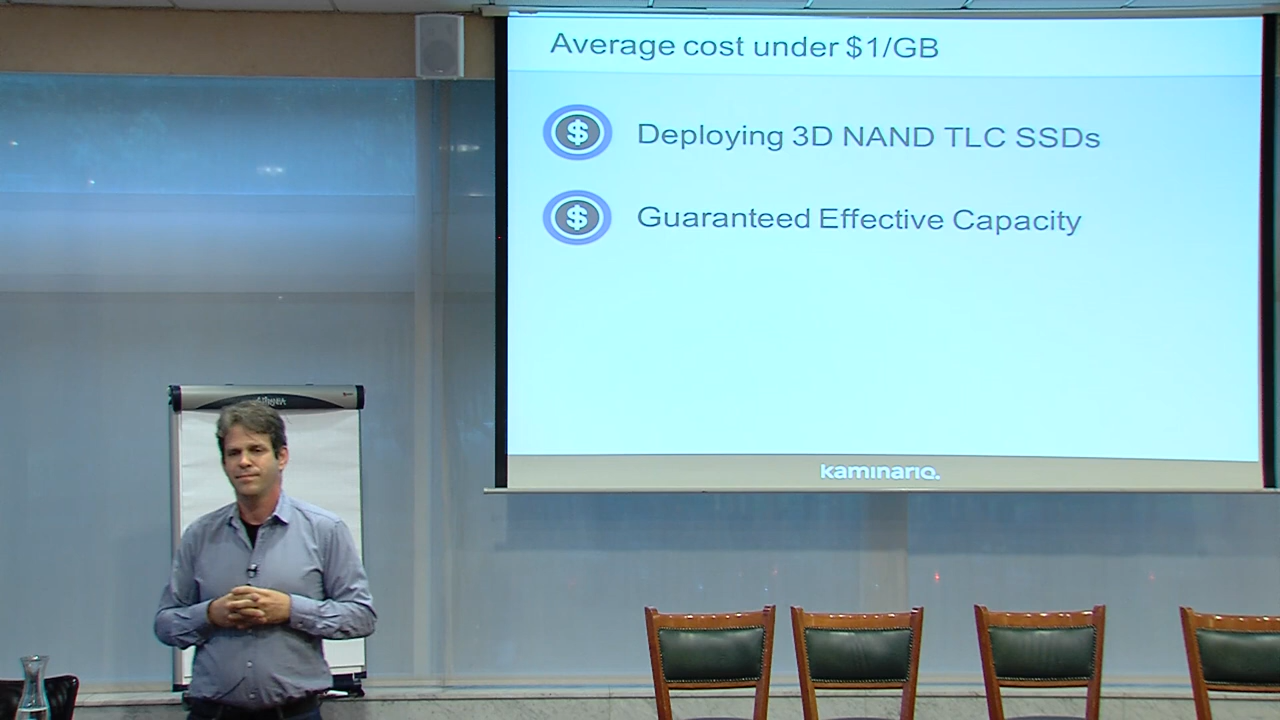 Average cost under $1/GB
$ Deploying 3D NAND TLC SSDs
$ Guaranteed Effective Capacity
kaminario.